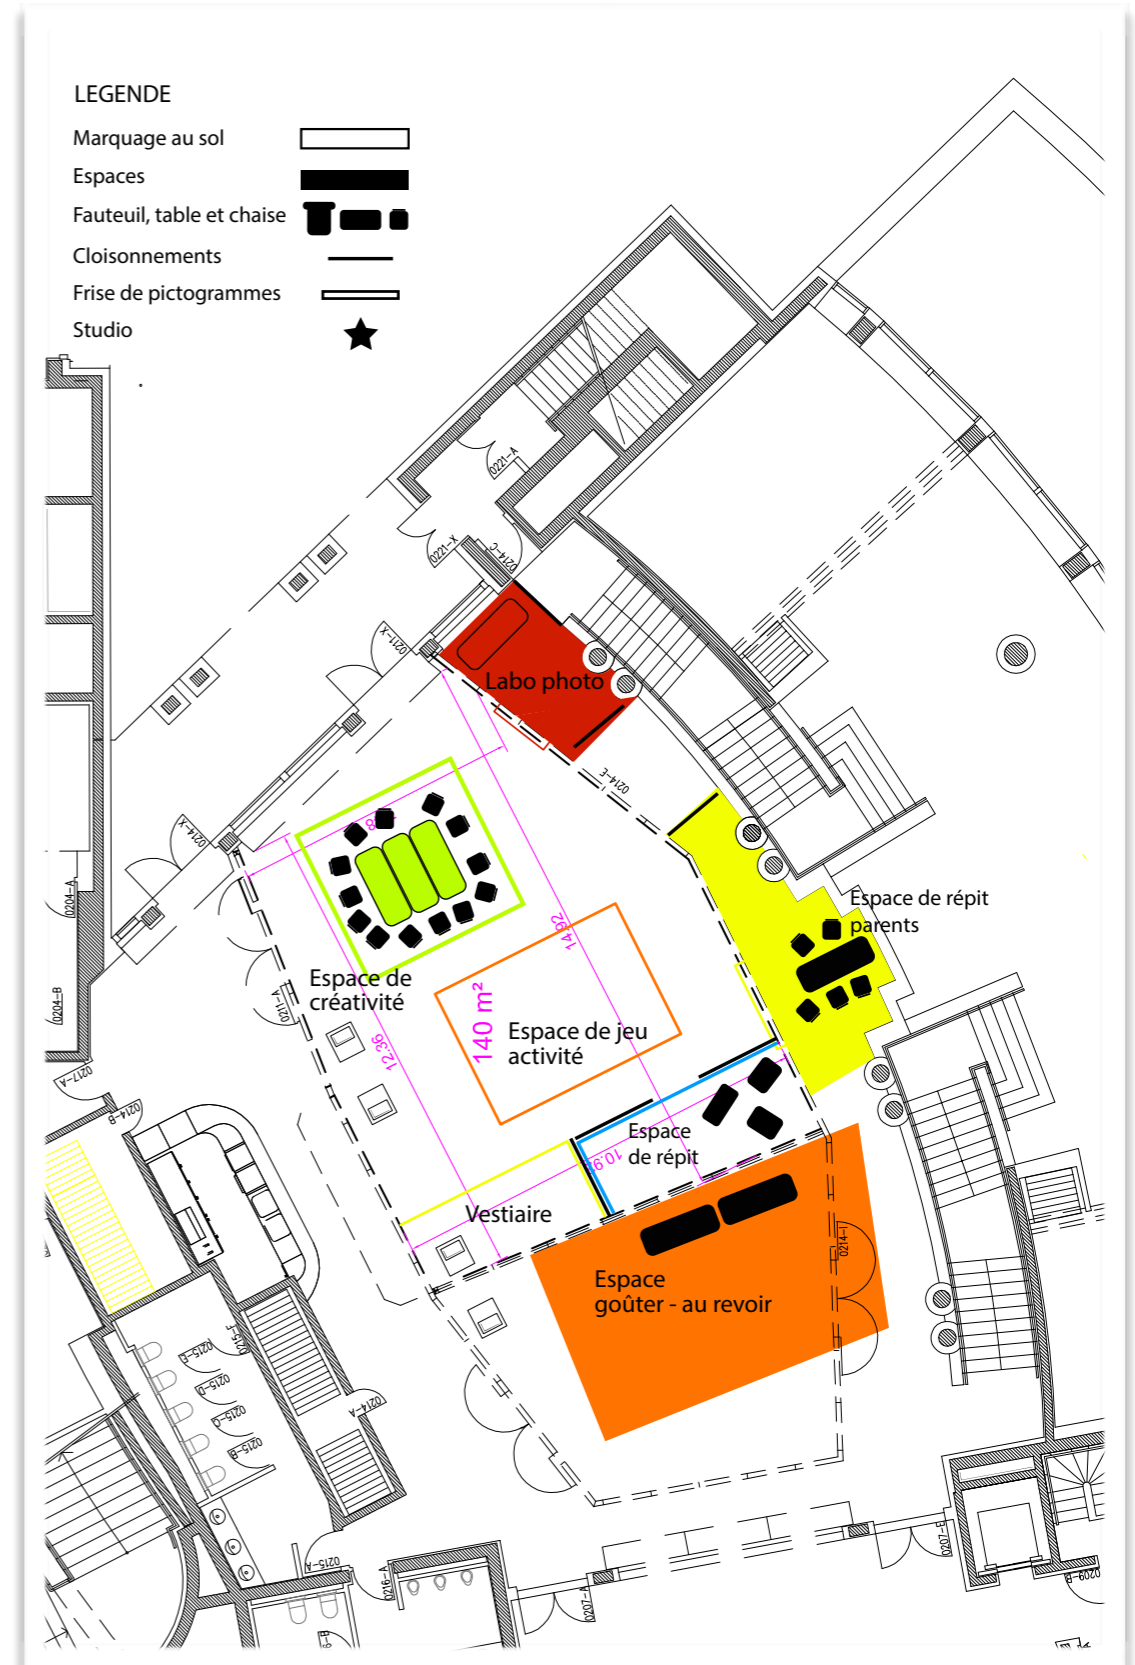 LEGENDE
Marquage au sol
Espaces
Fauteuil, table et chaise
Cloisonnements
Frise de pictogrammes
Studio
0221-A
0221-X
0214-C
0211-X
Labo photo
0214-E
0214-X
0204-A
Espace de répit
parents
14.92
Espace de
créativité
0211-A
0204-B
140 m²
Espace de jeu
activité
12.36
0217-A
0214-B
Espace
de répit
Vestiaire
0214-I
Espace
goûter - au revoir
0215-F
0215-E
0215-D
0215-C
0215-B
0214-A
0215-A
0216-A
0207-A
0207-E
0209-B